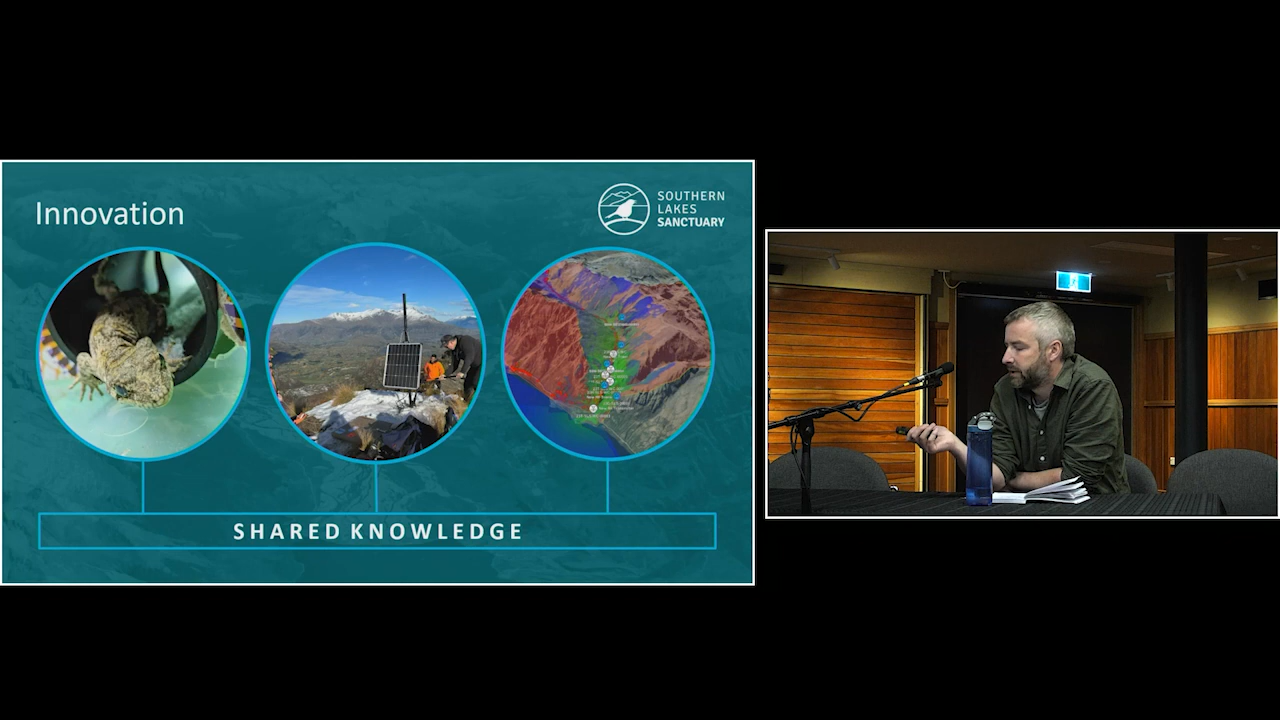 Innovation
SOUTHERN
LAKES
SANCTUARY
SHARED KNOWLEDGE